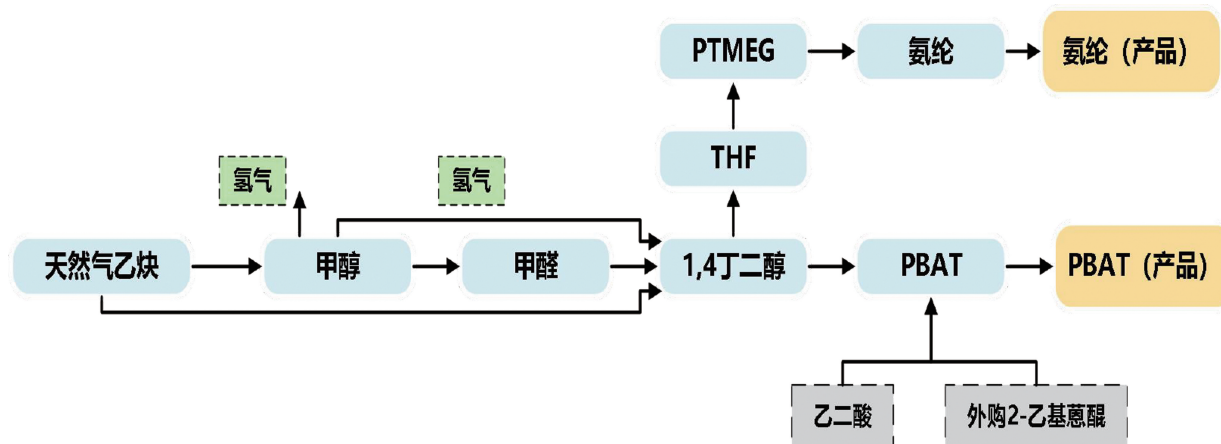 PTMEG
氨纶
氨纶（产品）
THF
氢气
氢气
天然气乙炔
甲醇
甲醛
1,4丁二醇
PBAT
PBAT（产品）
乙二酸
外购2-乙基蒽醌